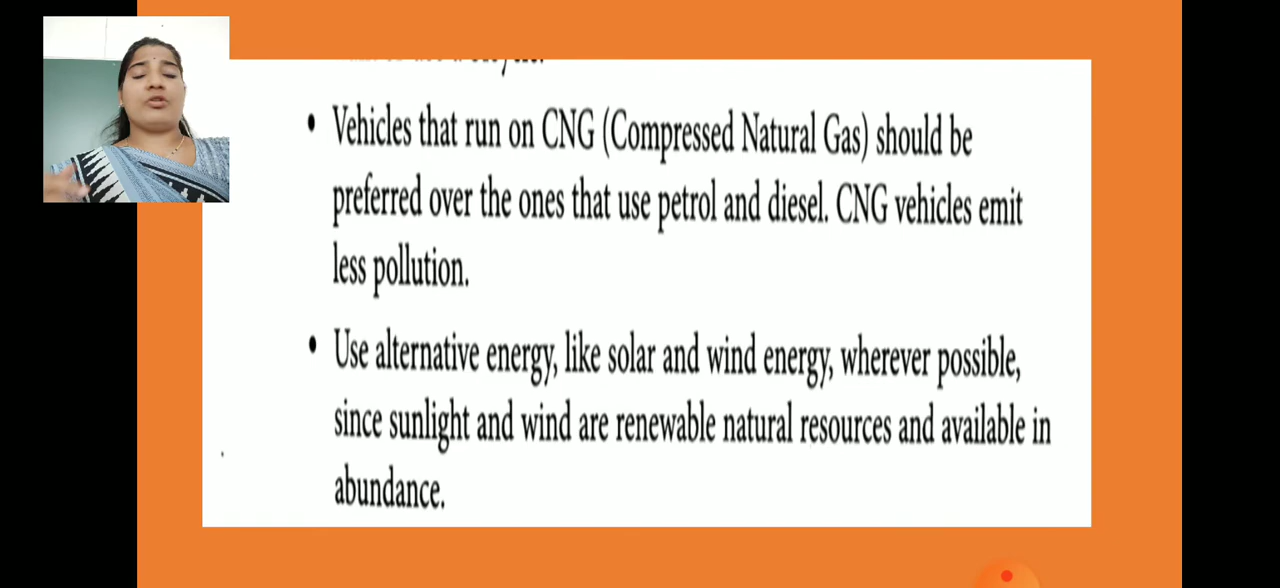 • Vehicles that run on CNG (Compressed Natural Gas) should be
preferred over the ones that use petrol and diesel. CNG vehicles emit
less pollution.
• Use alternative energy, like solar and wind energy, wherever possible,
since sunlight and wind are renewable natural resources and available in
abundance.